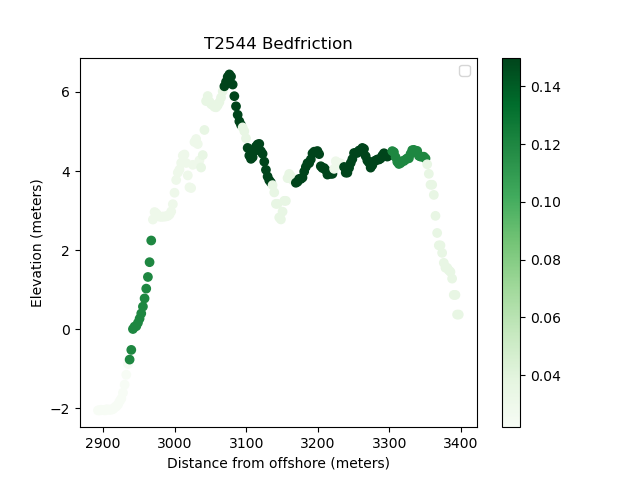 T2544 Bedfriction
Elevation (meters)
6
4
2
0
−2
2900 3000 3100 3200 3300 3400
Distance from offshore (meters)
0.14
0.12
0.10
0.08
0.06
0.04